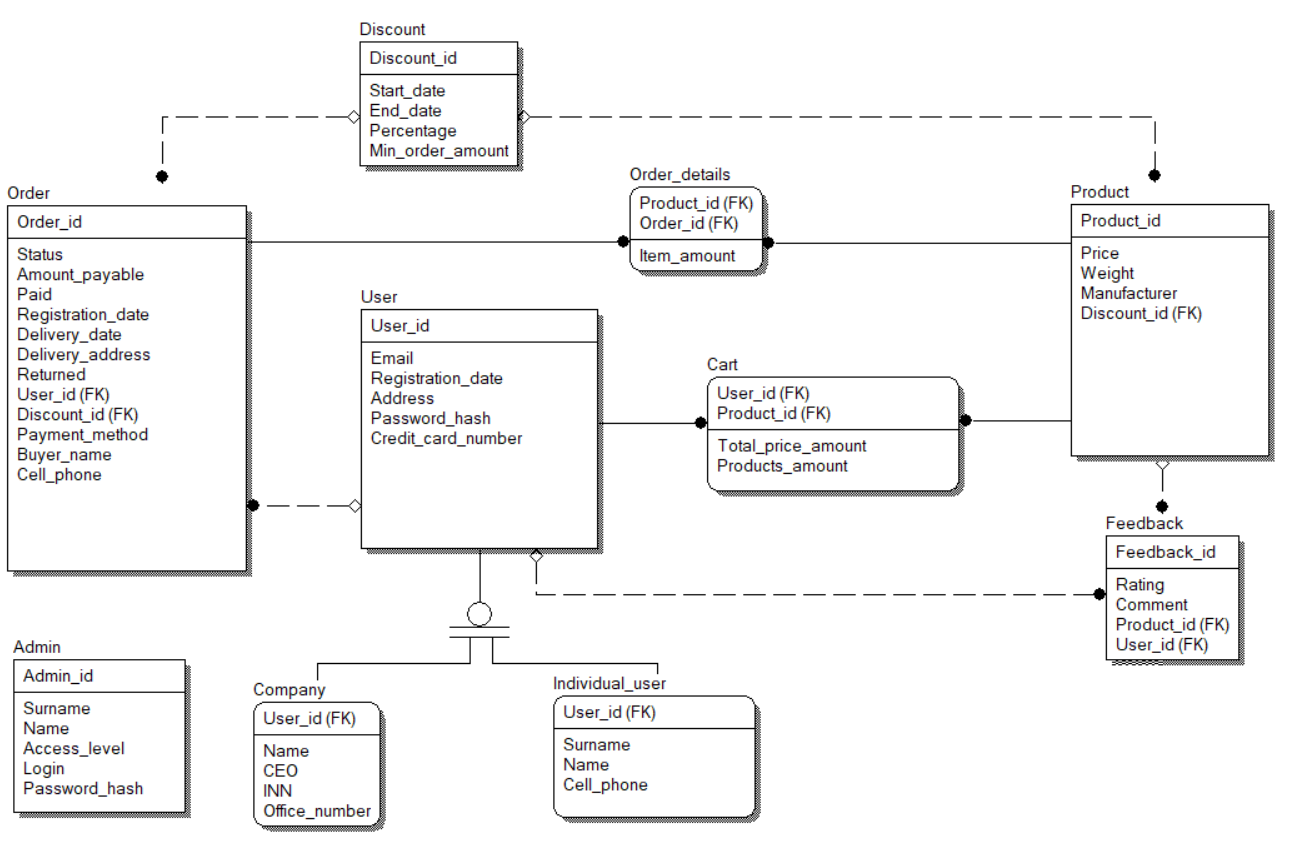 Discount
Discount_id
Start_date
End_date
Percentage
Min_order_amount
Order_details
Product_id (FK)
Order_id (FK)
Item_amount
Order
Order_id
Status
Amount_payable
Paid
Registration_date
Delivery_date
Delivery_address
Returned
User_id (FK)
Discount_id (FK)
Payment_method
Buyer_name
Cell_phone
Product
Product_id
Price
Weight
Manufacturer
Discount_id (FK)
User
User_id
Email
Registration_date
Address
Password_hash
Credit_card_number
Cart
User_id (FK)
Product_id (FK)
Total_price_amount
Products_amount
Feedback
Feedback_id
Rating
Comment
Product_id (FK)
User_id (FK)
Admin
Admin_id
Surname
Name
Access_level
Login
Password_hash
Company
User_id (FK)
Name
CEO
INN
Office_number
Individual_user
User_id (FK)
Surname
Name
Cell_phone